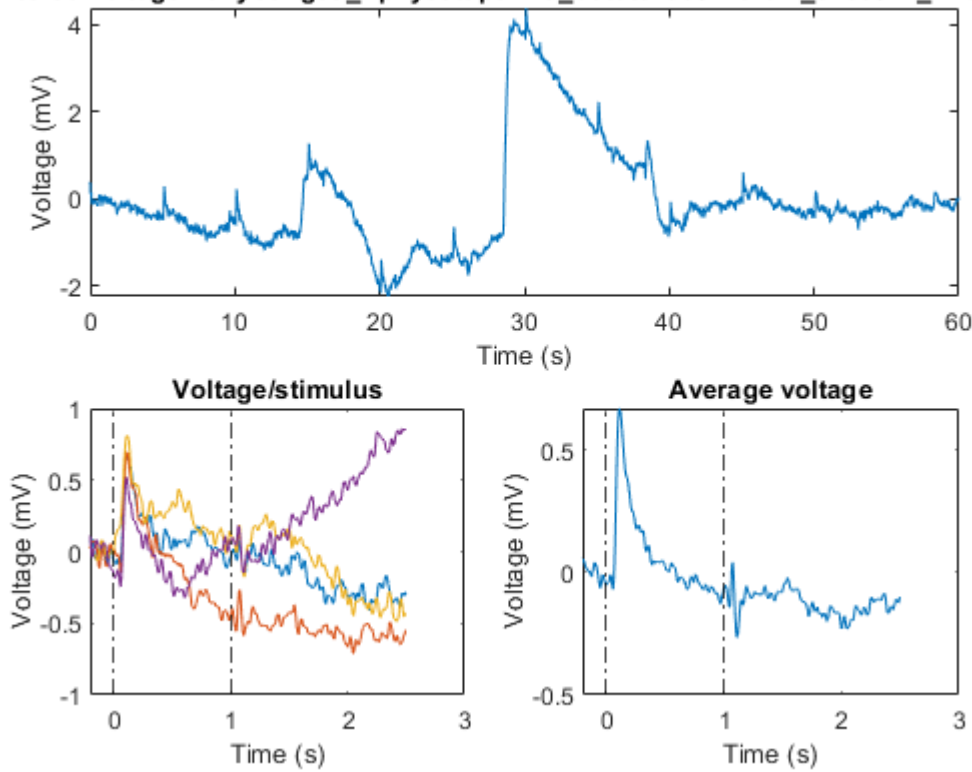 4
2
0
-2
Voltage (mV)
0 10 20 30 40 50 60
Time (s)
Voltage/stimulus
1
0.5
0
-0.5
-1
Voltage (mV)
0 1 2 3
Time (s)
Average voltage
0.5
0
-0.5
Voltage (mV)
0 1 2 3
Time (s)